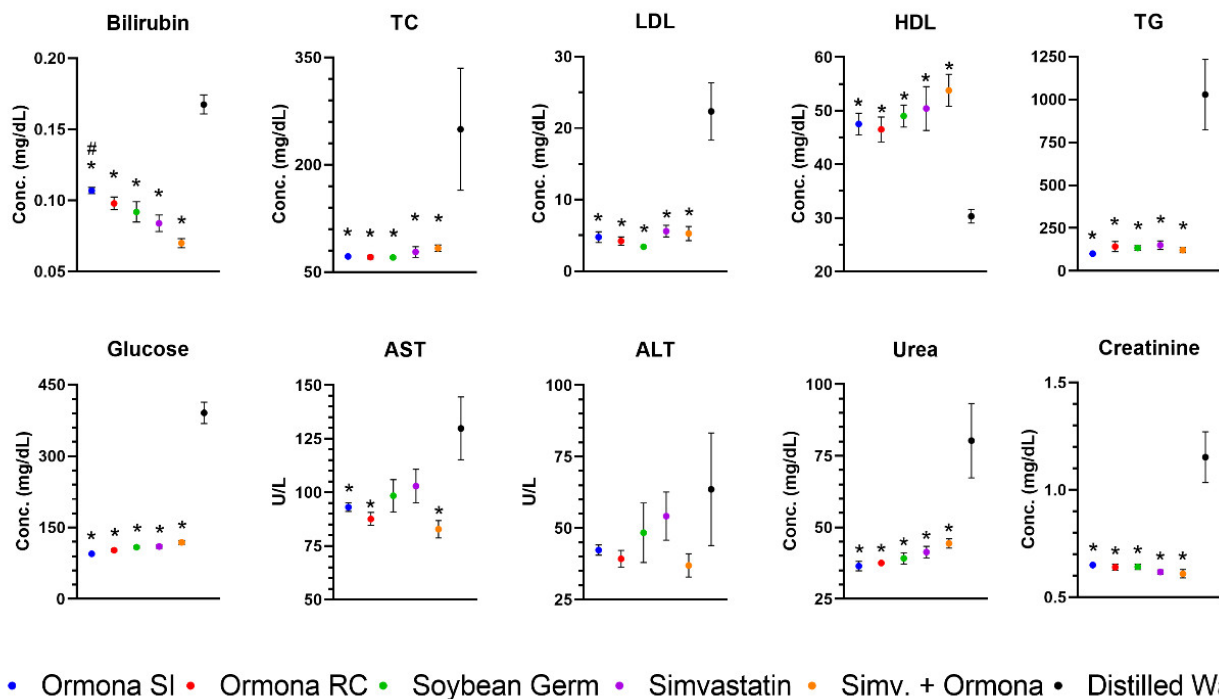 Bilirubin TC LDL HDL TG
Conc. (mg/dL) Conc. (mg/dL) Conc. (mg/dL) Conc. (mg/dL) Conc. (mg/dL)
0.20 350 30 60 1250
50 1000
0.15 20
# * * * * * 200 40 750
0.10 * * * * * 10 500
* * * * * 30 * * * * * 250
0.05 * * * * * 50 0 20 0
Glucose AST ALT Urea Creatinine
Conc. (mg/dL) U/L U/L Conc. (mg/dL) Conc. (mg/dL)
450 150 100 100 1.5
300 125 75 75
100 1.0
150 * * * * * * * * 50 50 * * * * *
75 * * * * *
0 50 25 25 0.5
Ormona SI Ormona RC Soybean Germ Simvastatin Simv. + Ormona Distilled W